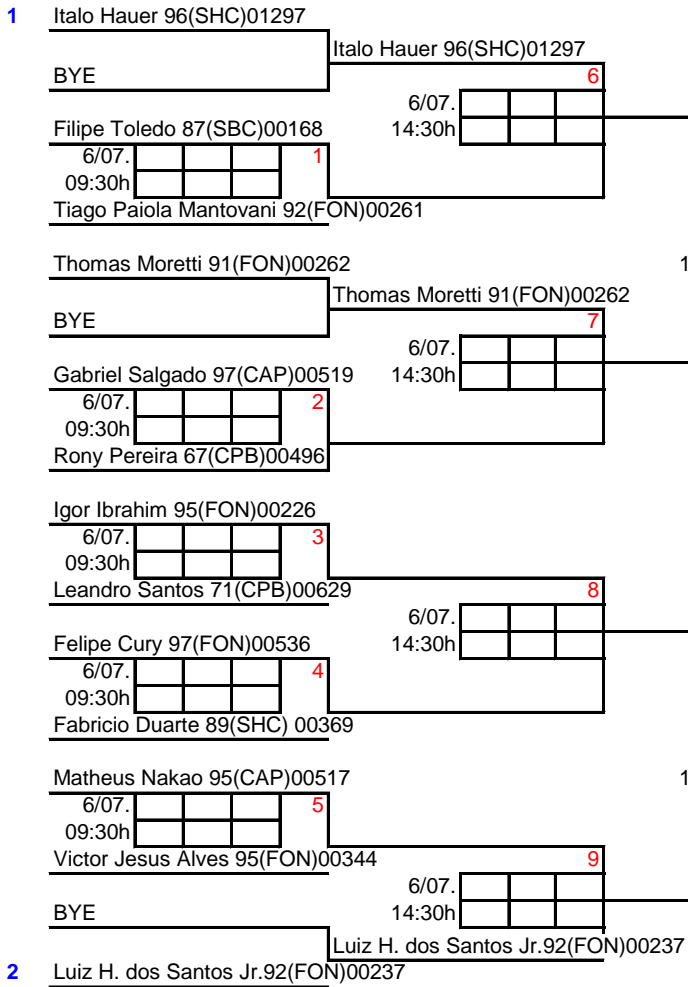 1 Italo Hauer 96(SHC)01297
Italo Hauer 96(SHC)01297
BYE 6
6/07.
Filipe Toledo 87(SBC)00168 14:30h
6/07. 1
09:30h
Tiago Paiola Mantovani 92(FON)00261
Thomas Moretti 91(FON)00262 1
Thomas Moretti 91(FON)00262
BYE 7
6/07.
Gabriel Salgado 97(CAP)00519 14:30h
6/07. 2
09:30h
Rony Pereira 67(CPB)00496
Igor Ibrahim 95(FON)00226
6/07. 3
09:30h
Leandro Santos 71(CPB)00629 8
6/07.
Felipe Cury 97(FON)00536 14:30h
6/07. 4
09:30h
Fabricio Duarte 89(SHC) 00369
Matheus Nakao 95(CAP)00517 1
6/07. 5
09:30h
Victor Jesus Alves 95(FON)00344 9
6/07.
BYE 14:30h
Luiz H. dos Santos Jr.92(FON)00237
2 Luiz H. dos Santos Jr.92(FON)00237